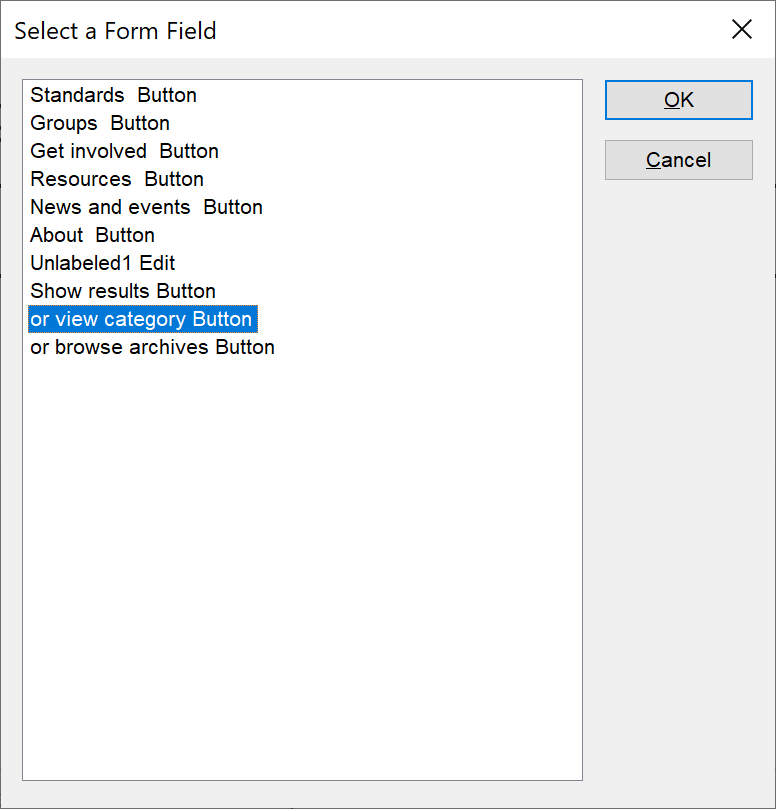 Select a Form Field
Standards  Button
OK
Groups  Button
Get involved  Button
Cancel
Resources  Button
News and events  Button
About  Button
Unlabeled1 Edit
Show results Button
or view category Button
or browse archives Button